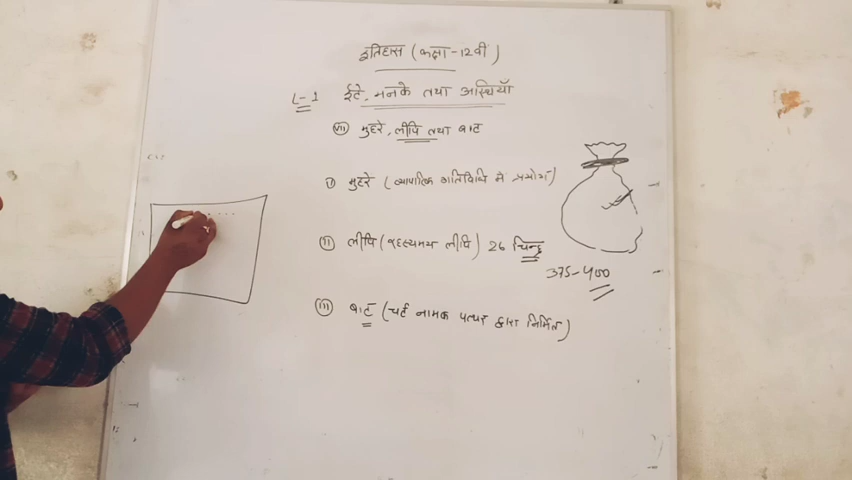 इतिहास (कक्षा -12वीं)
L-1 ईंटे, मनके तथा अस्थियाँ
(VII) मुहरे, लीपि तथा बाट
(I) मुहरे (व्यापारिक गतिविधि में प्रयोग)
(II) लीपि (रहस्यमय लीपि) 26 चिन्ह
375-400
(III) बाट (चर्ट नामक पत्थर द्वारा निर्मित)